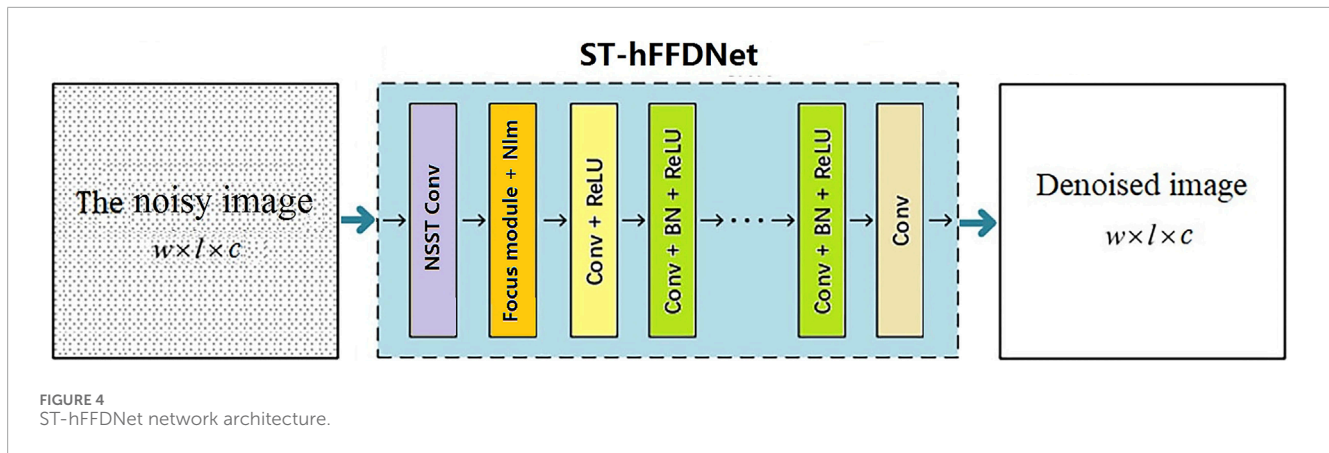 ST-hFFDNet
The noisy image
w×l×c
NSST Conv
Focus module + Nlm
Conv + ReLU
Conv + BN + ReLU
· · ·
Conv + BN + ReLU
Conv
Denoised image
w×l×c
FIGURE 4
ST-hFFDNet network architecture.